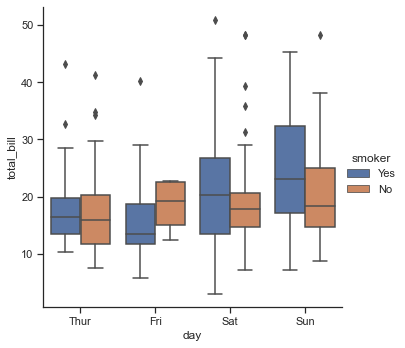 50
40
30
20
10
total_bill
Thur Fri Sat Sun
day
smoker
Yes
No